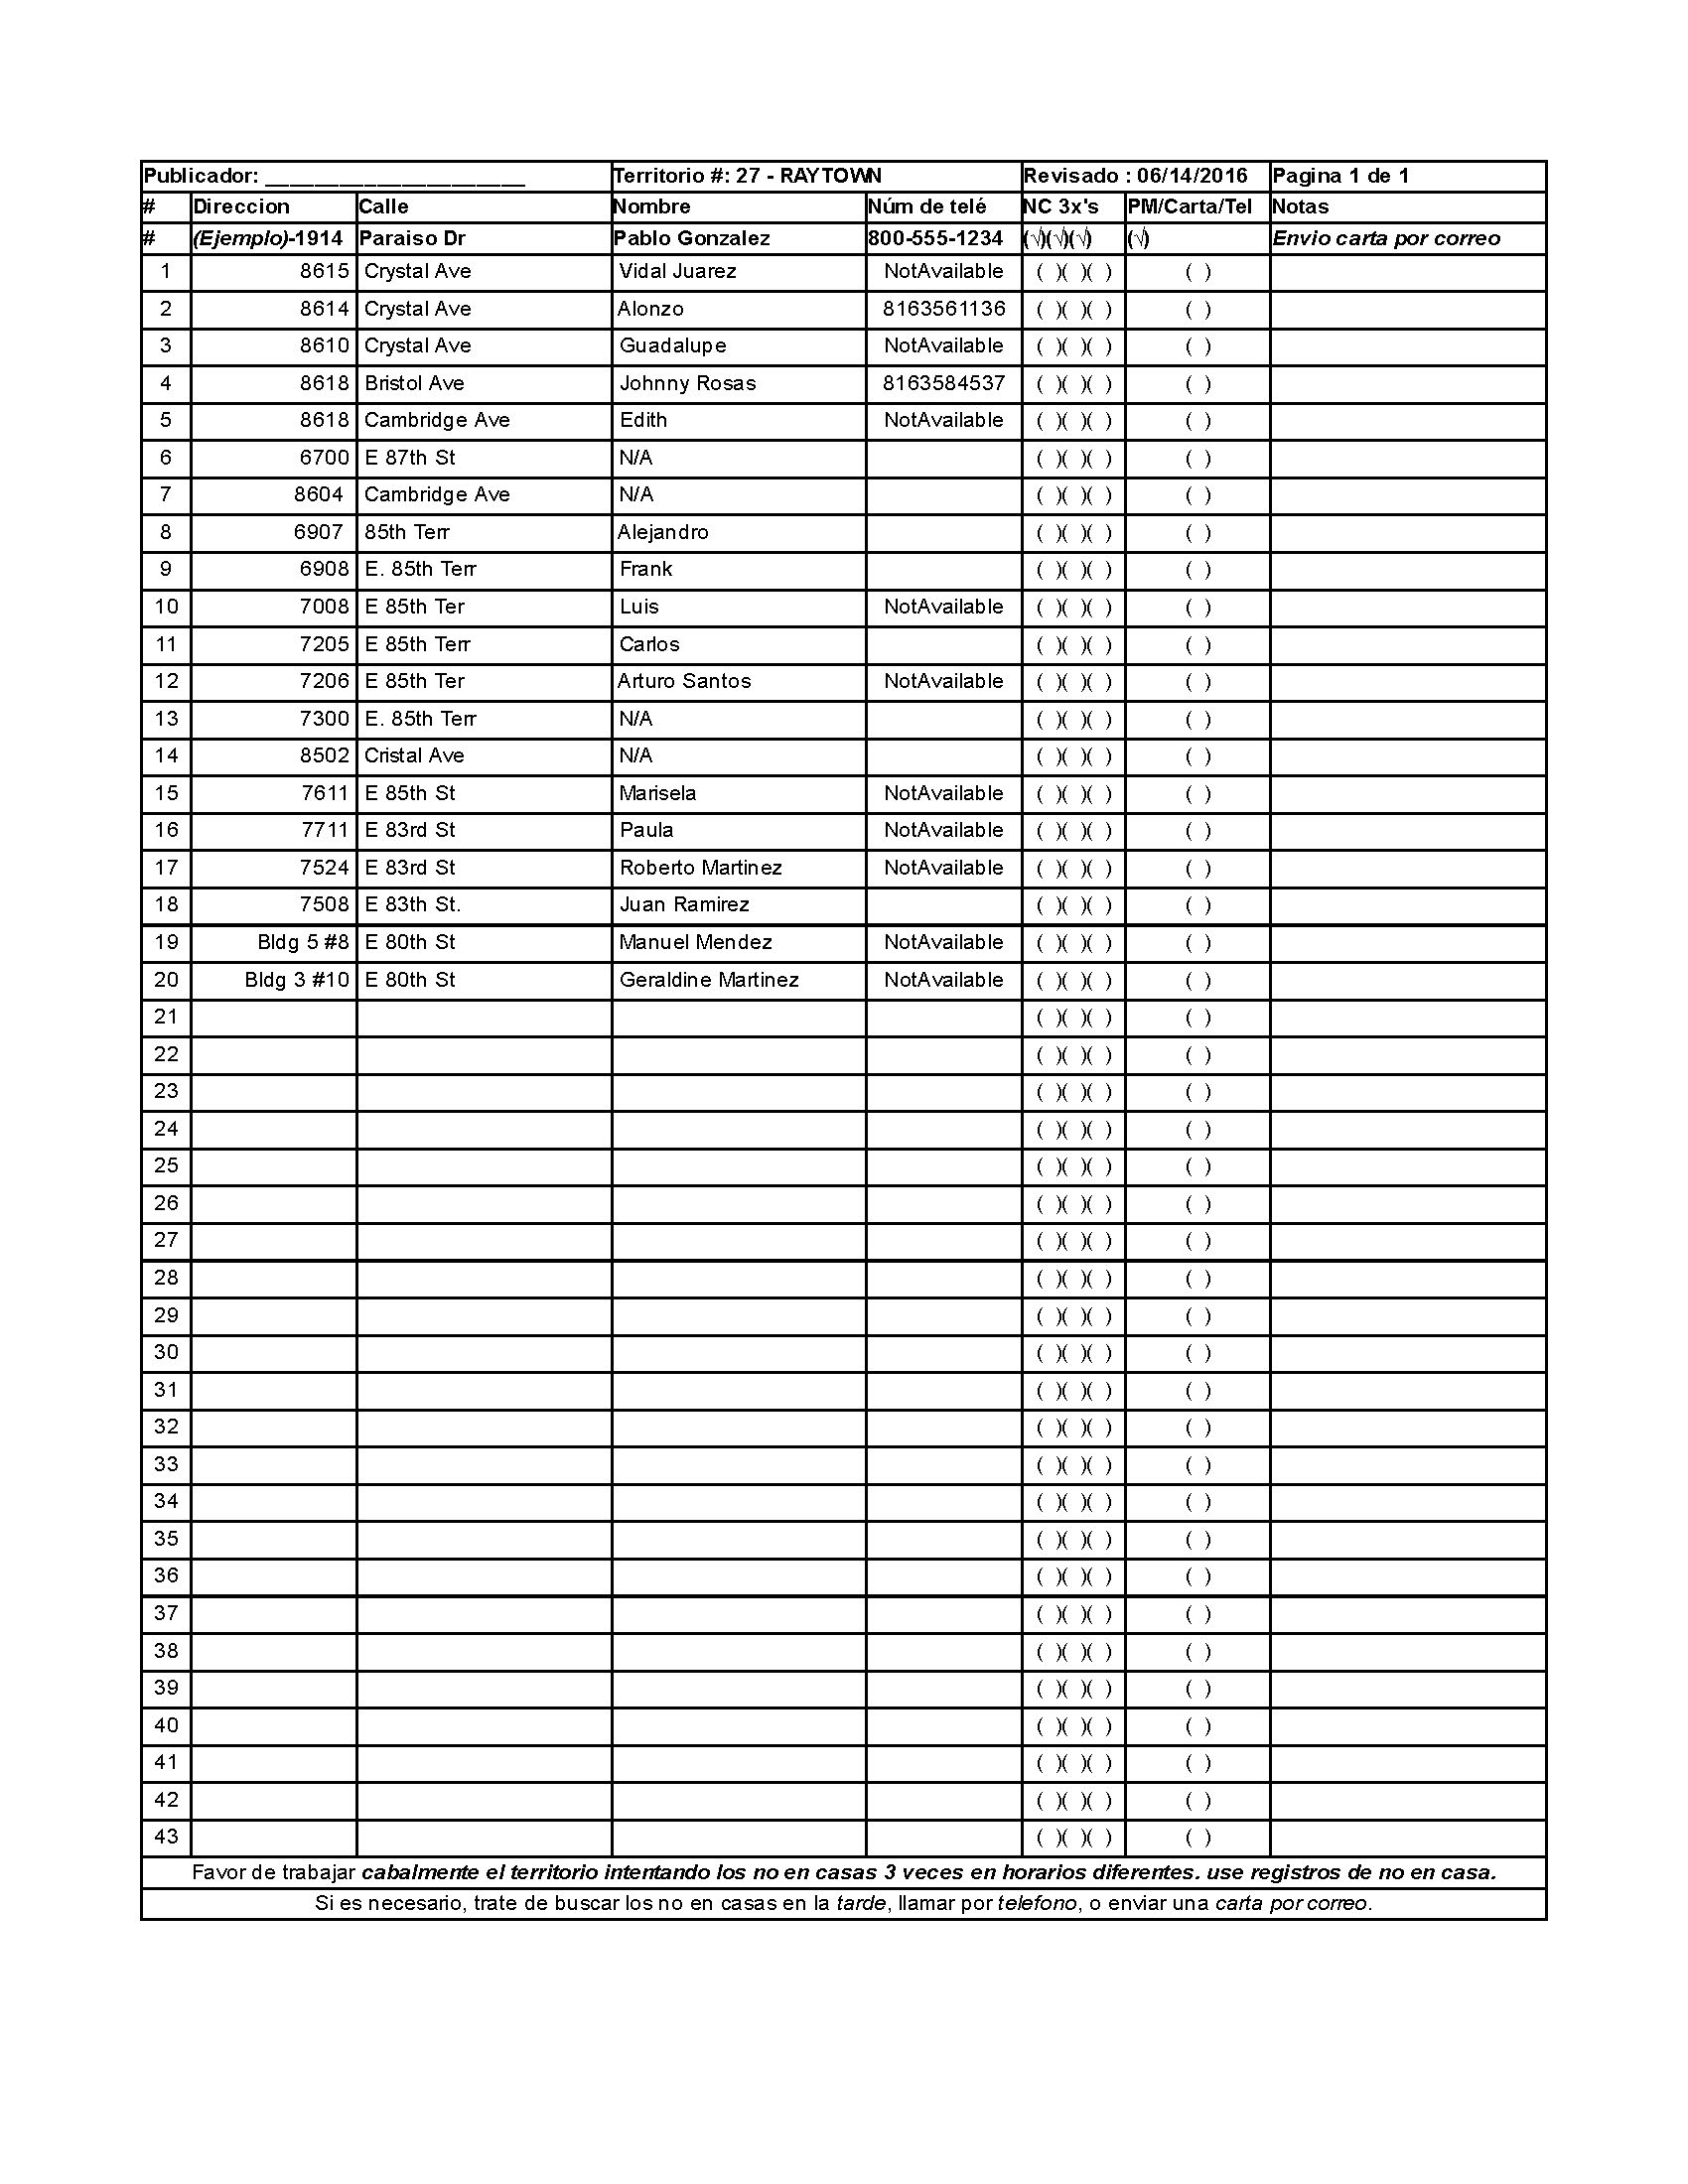 Publicador: _____________________ Territorio #: 27 - RAYTOWN Revisado : 06/14/2016 Pagina 1 de 1
# Direccion Calle Nombre Núm de telé NC 3x's PM/Carta/Tel Notas
# (Ejemplo)-1914 Paraiso Dr Pablo Gonzalez 800-555-1234 (√)(√)(√) (√) Envio carta por correo
1 8615 Crystal Ave Vidal Juarez NotAvailable ( )( )( ) ( )
2 8614 Crystal Ave Alonzo 8163561136 ( )( )( ) ( )
3 8610 Crystal Ave Guadalupe NotAvailable ( )( )( ) ( )
4 8618 Bristol Ave Johnny Rosas 8163584537 ( )( )( ) ( )
5 8618 Cambridge Ave Edith NotAvailable ( )( )( ) ( )
6 6700 E 87th St N/A ( )( )( ) ( )
7 8604 Cambridge Ave N/A ( )( )( ) ( )
8 6907 85th Terr Alejandro ( )( )( ) ( )
9 6908 E. 85th Terr Frank ( )( )( ) ( )
10 7008 E 85th Ter Luis NotAvailable ( )( )( ) ( )
11 7205 E 85th Terr Carlos ( )( )( ) ( )
12 7206 E 85th Ter Arturo Santos NotAvailable ( )( )( ) ( )
13 7300 E. 85th Terr N/A ( )( )( ) ( )
14 8502 Cristal Ave N/A ( )( )( ) ( )
15 7611 E 85th St Marisela NotAvailable ( )( )( ) ( )
16 7711 E 83rd St Paula NotAvailable ( )( )( ) ( )
17 7524 E 83rd St Roberto Martinez NotAvailable ( )( )( ) ( )
18 7508 E 83th St. Juan Ramirez ( )( )( ) ( )
19 Bldg 5 #8 E 80th St Manuel Mendez NotAvailable ( )( )( ) ( )
20 Bldg 3 #10 E 80th St Geraldine Martinez NotAvailable ( )( )( ) ( )
21 ( )( )( ) ( )
22 ( )( )( ) ( )
23 ( )( )( ) ( )
24 ( )( )( ) ( )
25 ( )( )( ) ( )
26 ( )( )( ) ( )
27 ( )( )( ) ( )
28 ( )( )( ) ( )
29 ( )( )( ) ( )
30 ( )( )( ) ( )
31 ( )( )( ) ( )
32 ( )( )( ) ( )
33 ( )( )( ) ( )
34 ( )( )( ) ( )
35 ( )( )( ) ( )
36 ( )( )( ) ( )
37 ( )( )( ) ( )
38 ( )( )( ) ( )
39 ( )( )( ) ( )
40 ( )( )( ) ( )
41 ( )( )( ) ( )
42 ( )( )( ) ( )
43 ( )( )( ) ( )
Favor de trabajar cabalmente el territorio intentando los no en casas 3 veces en horarios diferentes. use registros de no en casa.
Si es necesario, trate de buscar los no en casas en la tarde, llamar por telefono, o enviar una carta por correo.